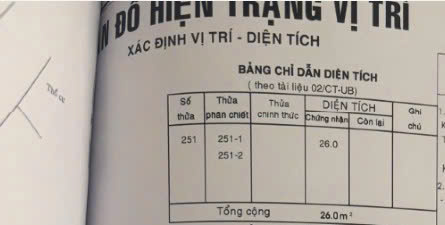 N ĐỒ HIỆN TRẠNG VỊ TRÍ
XÁC ĐỊNH VỊ TRÍ - DIỆN TÍCH
BẢNG CHỈ DẪN DIỆN TÍCH
( theo tài liệu 02/CT-UB)
Số thửa Thửa phân chiết Thửa chính thức DIỆN TÍCH Ghi chú
Chứng nhận Còn lại
251 251-1 26.0
251-2
Tổng cộng 26.0m²
1.
2.